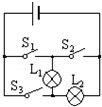 S₁ S₂
L₁ L₂
S₃